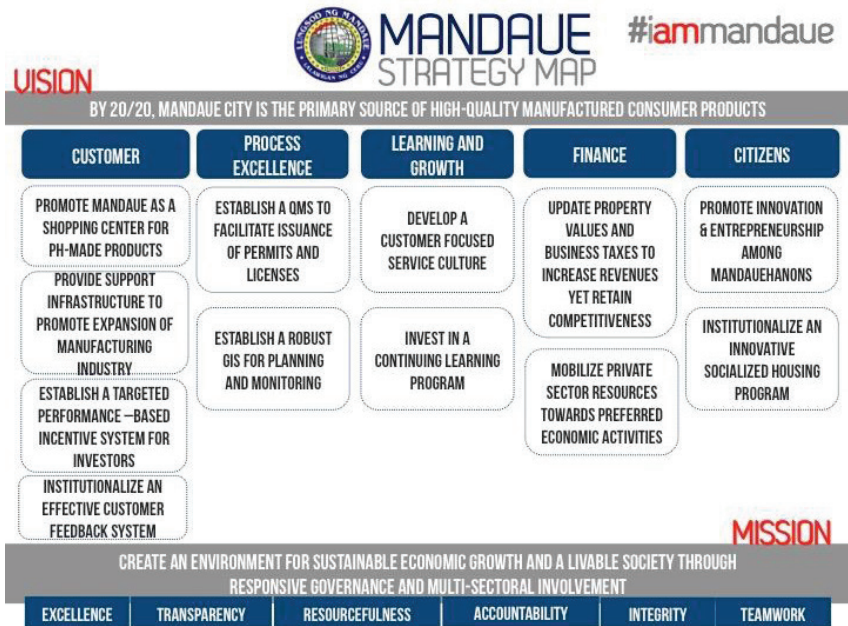 LUNGSOD NG MANDAUE
LALAWIGAN NG CEBU
MANDAUE
STRATEGY MAP
#iammandaue
VISION
BY 20/20, MANDAUE CITY IS THE PRIMARY SOURCE OF HIGH-QUALITY MANUFACTURED CONSUMER PRODUCTS
CUSTOMER
PROMOTE MANDAUE AS A
SHOPPING CENTER FOR
PH-MADE PRODUCTS
PROVIDE SUPPORT
INFRASTRUCTURE TO
PROMOTE EXPANSION OF
MANUFACTURING
INDUSTRY
ESTABLISH A TARGETED
PERFORMANCE –BASED
INCENTIVE SYSTEM FOR
INVESTORS
INSTITUTIONALIZE AN
EFFECTIVE CUSTOMER
FEEDBACK SYSTEM
PROCESS
EXCELLENCE
ESTABLISH A QMS TO
FACILITATE ISSUANCE
OF PERMITS AND
LICENSES
ESTABLISH A ROBUST
GIS FOR PLANNING
AND MONITORING
LEARNING AND
GROWTH
DEVELOP A
CUSTOMER FOCUSED
SERVICE CULTURE
INVEST IN A
CONTINUING LEARNING
PROGRAM
FINANCE
UPDATE PROPERTY
VALUES AND
BUSINESS TAXES TO
INCREASE REVENUES
YET RETAIN
COMPETITIVENESS
MOBILIZE PRIVATE
SECTOR RESOURCES
TOWARDS PREFERRED
ECONOMIC ACTIVITIES
CITIZENS
PROMOTE INNOVATION
& ENTREPRENEURSHIP
AMONG
MANDAUEHANONS
INSTITUTIONALIZE AN
INNOVATIVE
SOCIALIZED HOUSING
PROGRAM
MISSION
CREATE AN ENVIRONMENT FOR SUSTAINABLE ECONOMIC GROWTH AND A LIVABLE SOCIETY THROUGH
RESPONSIVE GOVERNANCE AND MULTI-SECTORAL INVOLVEMENT
EXCELLENCE TRANSPARENCY RESOURCEFULNESS ACCOUNTABILITY INTEGRITY TEAMWORK